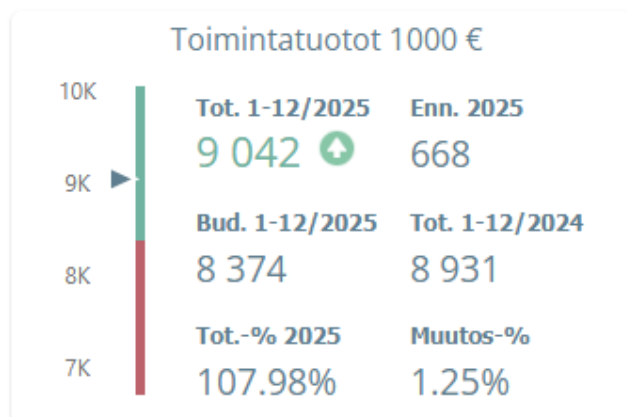 Toimintatuotot 1000 €
10K
9K
8K
7K
Tot. 1-12/2025
9 042
Enn. 2025
668
Bud. 1-12/2025
8 374
Tot. 1-12/2024
8 931
Tot.-% 2025
107.98%
Muutos-%
1.25%